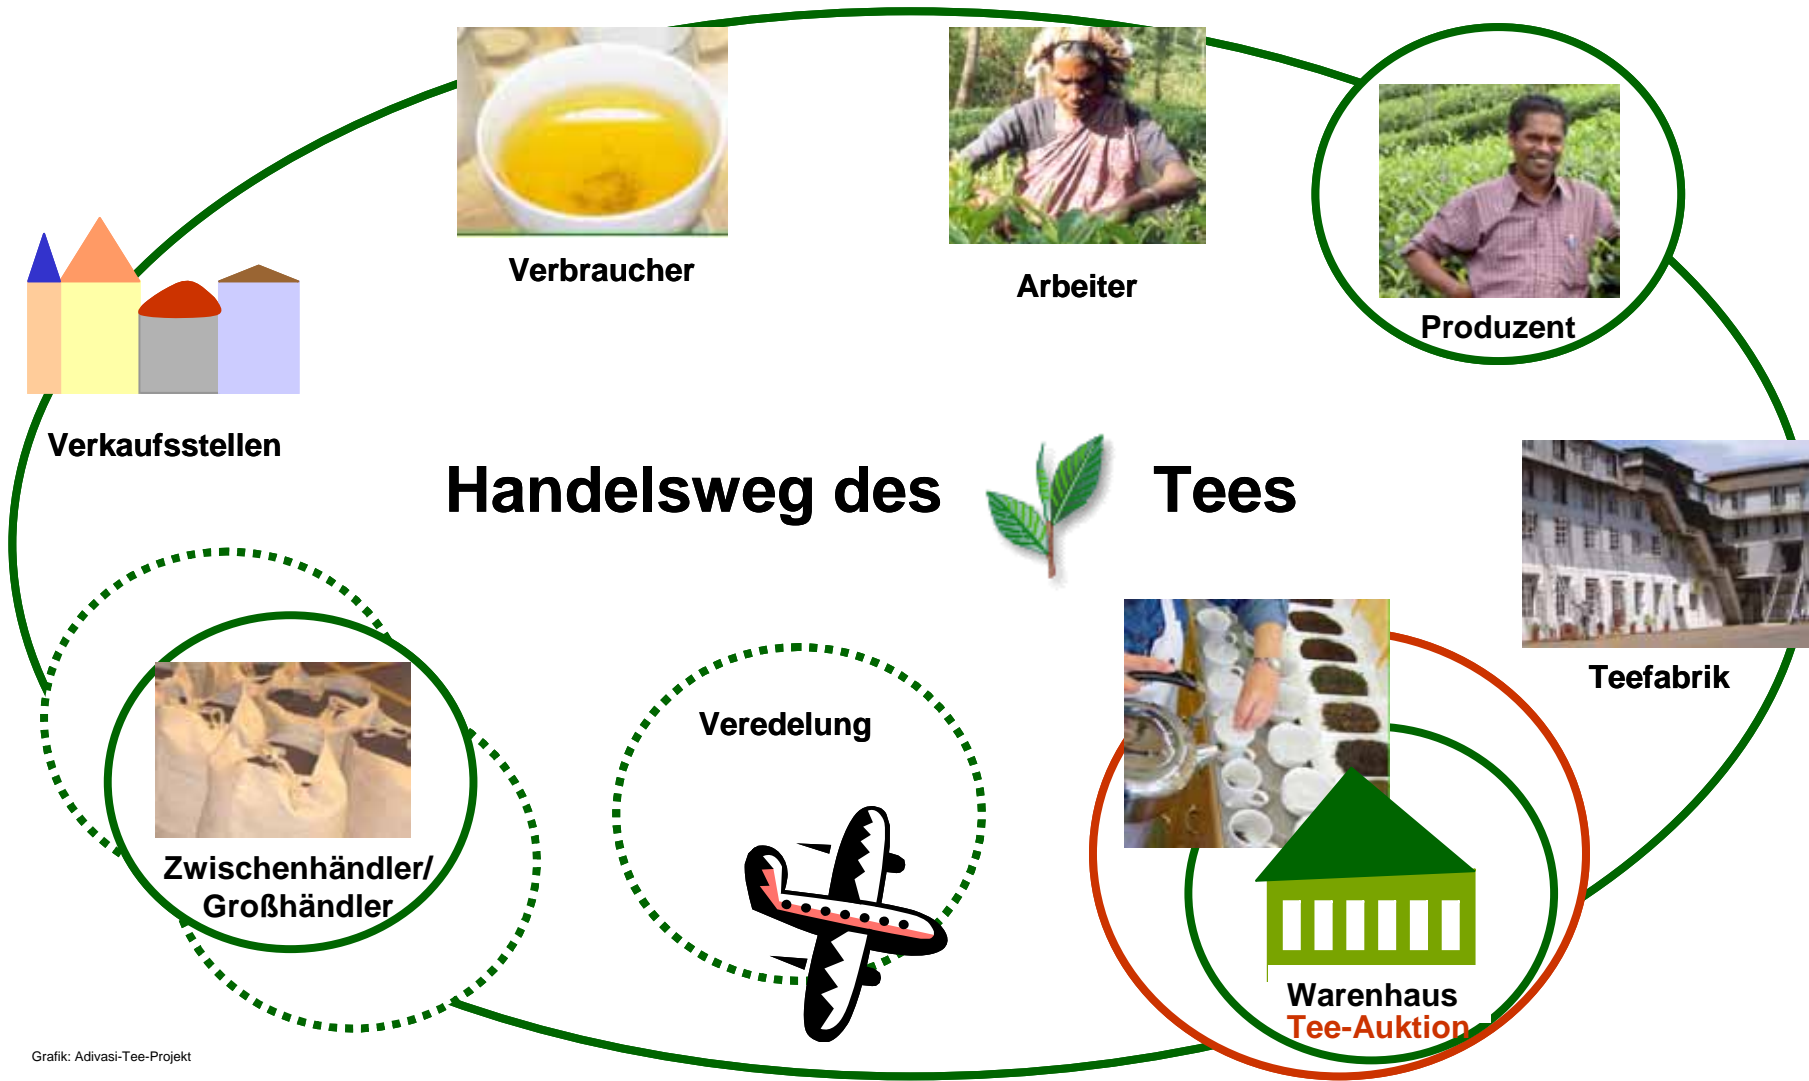 Verbraucher
Arbeiter
Produzent
Verkaufsstellen
Handelsweg des Tees
Teefabrik
Veredelung
Zwischenhändler/
Großhändler
Warenhaus
Tee-Auktion
Grafik: Adivasi-Tee-Projekt